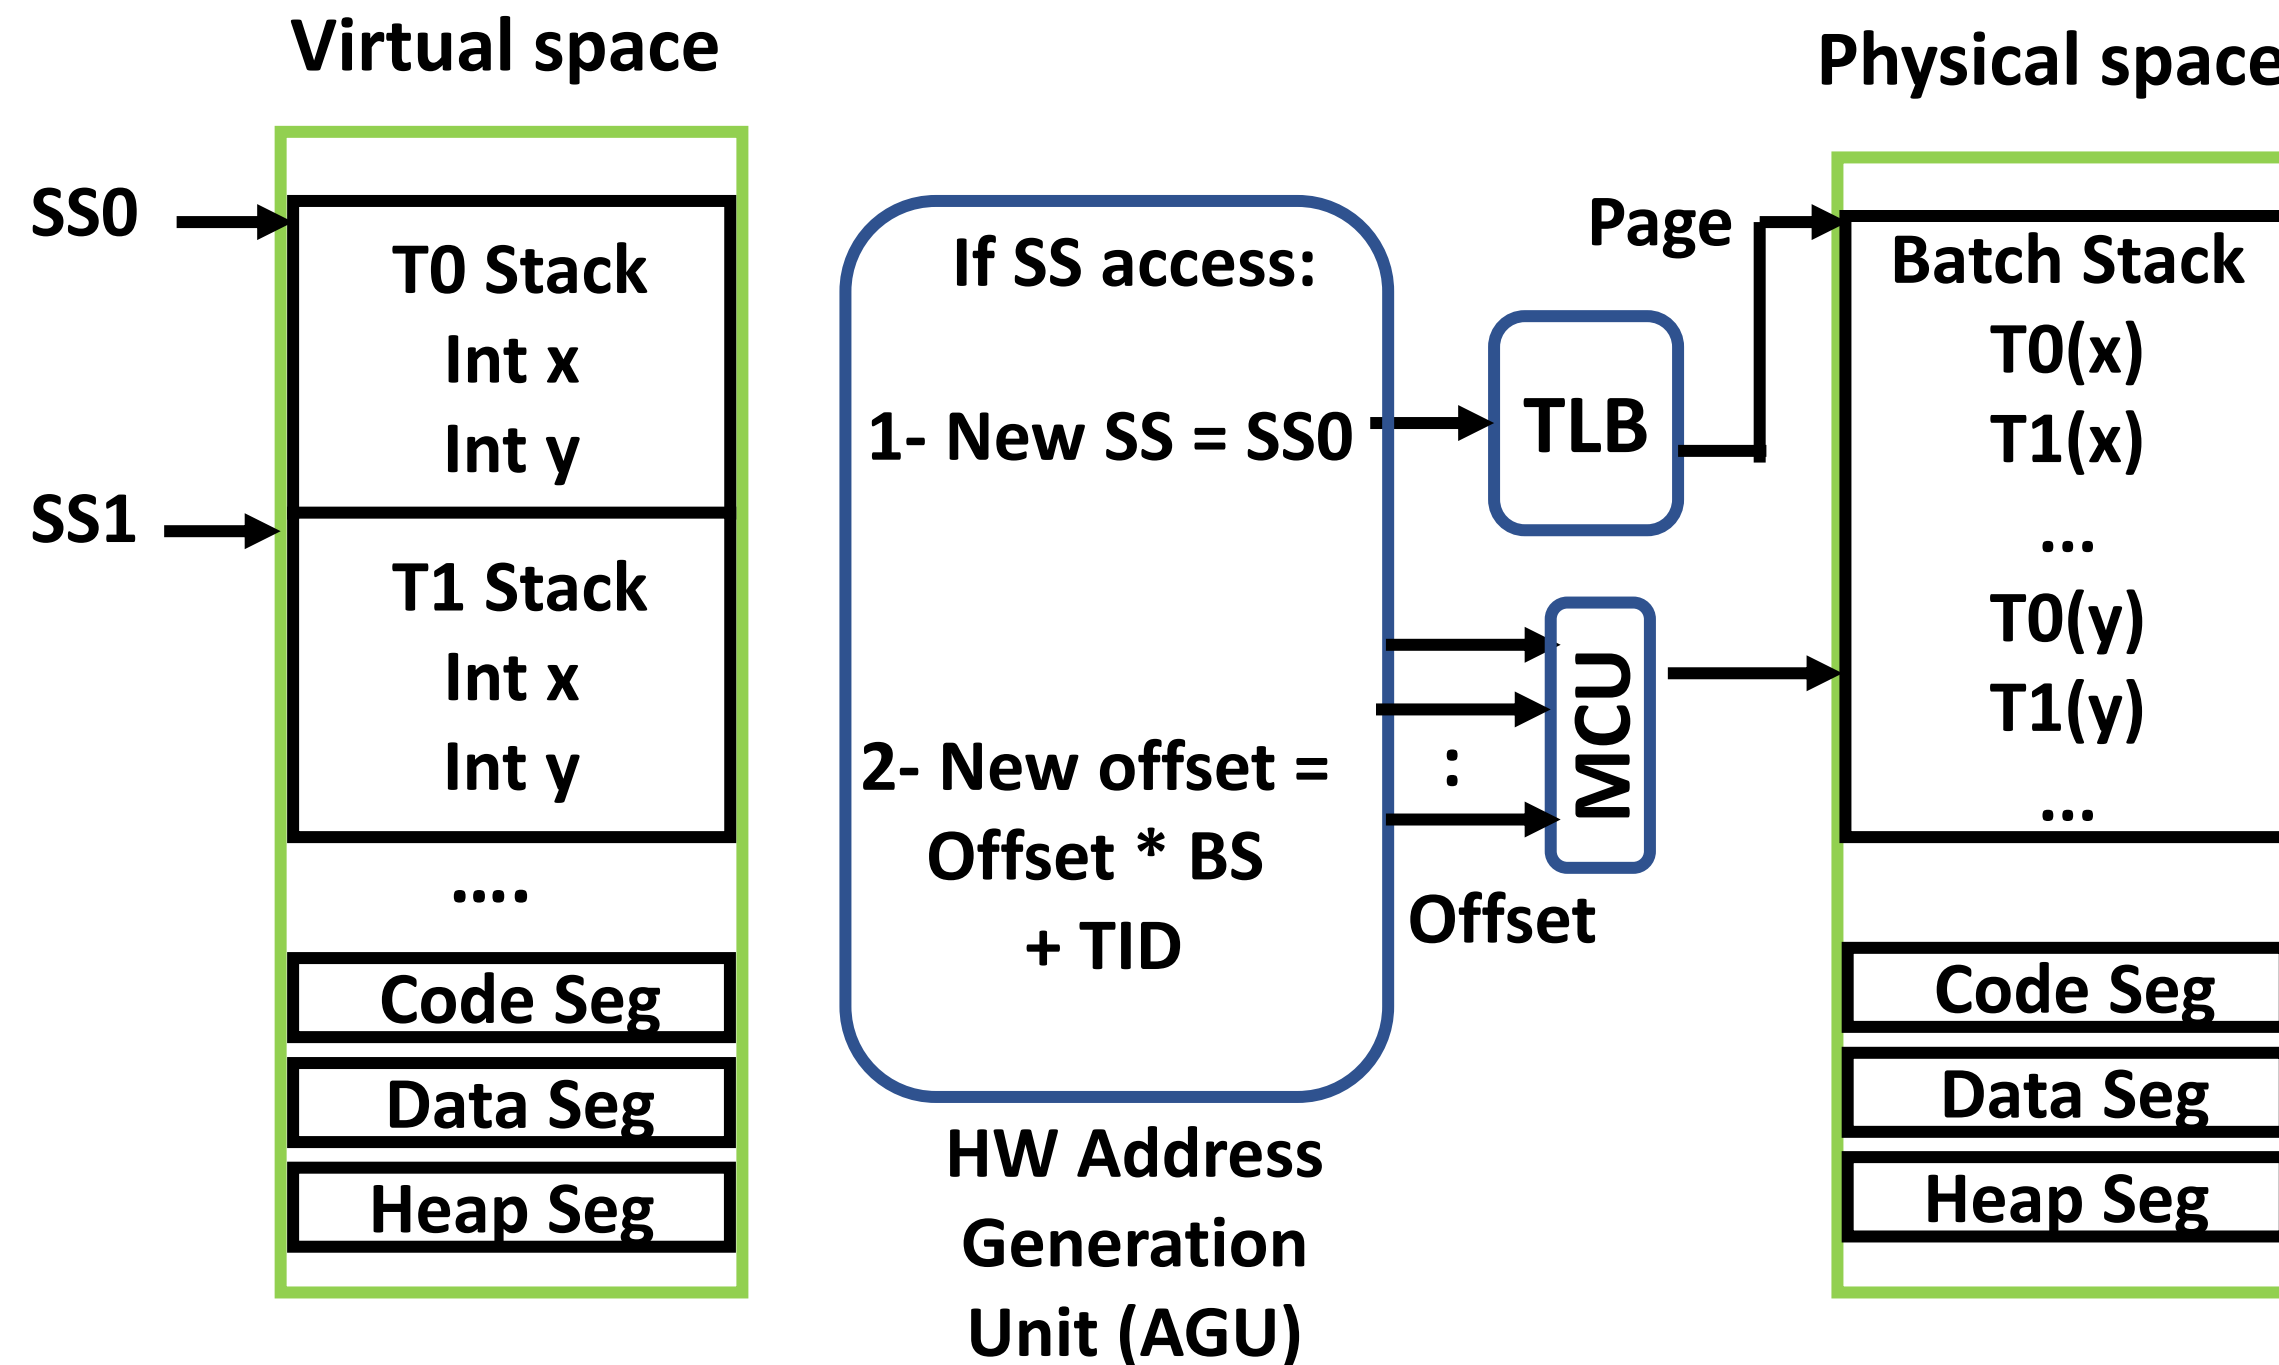 Virtual space
SS0
T0 Stack
Int x
Int y
SS1
T1 Stack
Int x
Int y
....
Code Seg
Data Seg
Heap Seg
If SS access:
1- New SS = SS0
2- New offset =
Offset * BS
+ TID
HW Address
Generation
Unit (AGU)
Page
TLB
MCU
:
Offset
Physical space
Batch Stack
T0(x)
T1(x)
...
T0(y)
T1(y)
...
Code Seg
Data Seg
Heap Seg